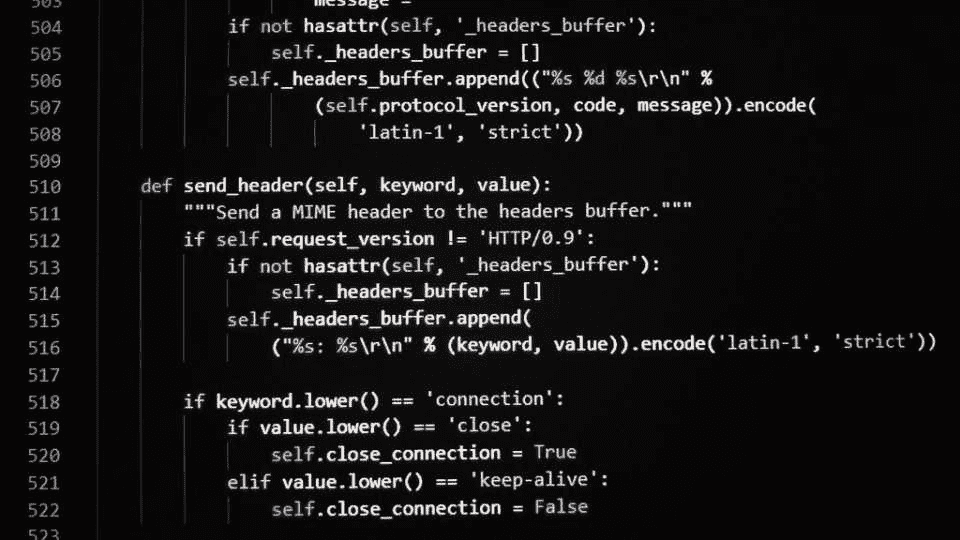 503 message =
504 if not hasattr(self, '_headers_buffer'):
505 self._headers_buffer = []
506 self._headers_buffer.append(("%s %d %s\r\n" %
507 (self.protocol_version, code, message)).encode(
508 'latin-1', 'strict'))
509
510 def send_header(self, keyword, value):
511 """Send a MIME header to the headers buffer."""
512 if self.request_version != 'HTTP/0.9':
513 if not hasattr(self, '_headers_buffer'):
514 self._headers_buffer = []
515 self._headers_buffer.append(
516 ("%s: %s\r\n" % (keyword, value)).encode('latin-1', 'strict'))
517
518 if keyword.lower() == 'connection':
519 if value.lower() == 'close':
520 self.close_connection = True
521 elif value.lower() == 'keep-alive':
522 self.close_connection = False
523